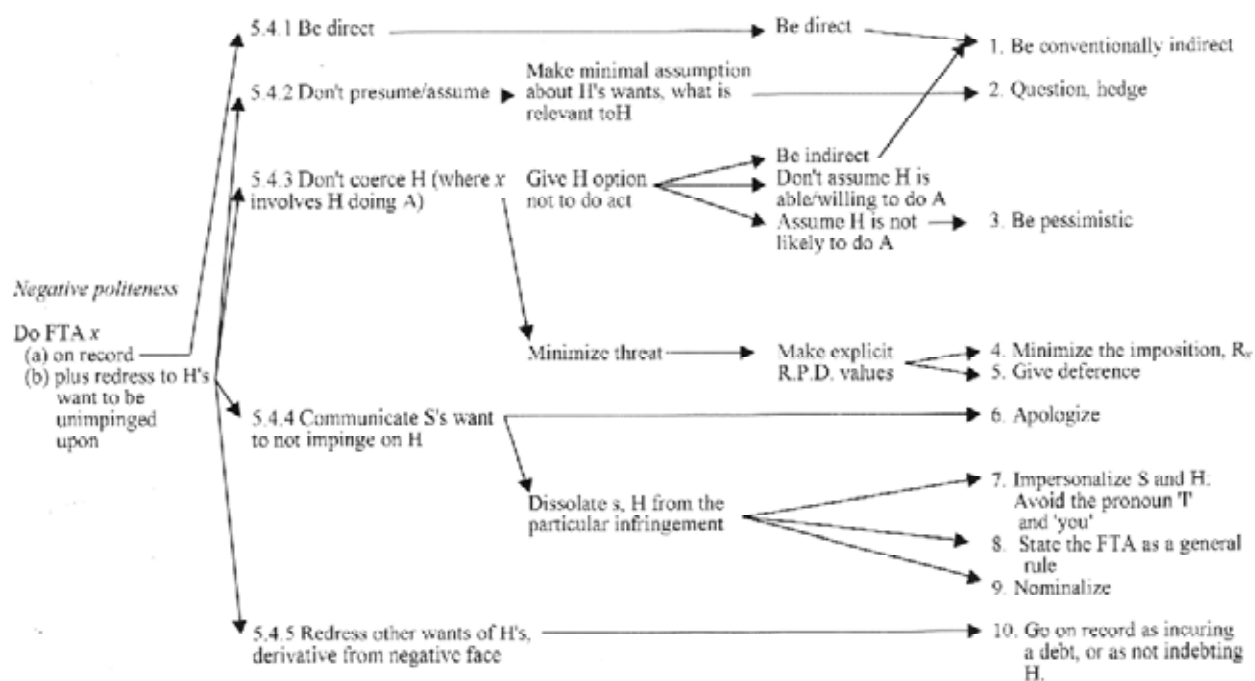 5.4.1 Be direct
Be direct
1. Be conventionally indirect
5.4.2 Don't presume/assume
Make minimal assumption
about H's wants, what is
relevant toH
2. Question, hedge
5.4.3 Don't coerce H (where x
involves H doing A)
Give H option
not to do act
Be indirect
Don't assume H is
able/willing to do A
Assume H is not
likely to do A
3. Be pessimistic
Negative politeness
Do FTA x
(a) on record
(b) plus redress to H's
want to be
unimpinged
upon
Minimize threat
Make explicit
R.P.D. values
4. Minimize the imposition,
5. Give deference
5.4.4 Communicate S's want
to not impinge on H
6. Apologize
Dissolate s, H from the
particular infringement
7. Impersonalize S and H.
Avoid the pronoun 'I'
and 'you'
8. State the FTA as a general
rule
9. Nominalize
5.4.5 Redress other wants of H's,
derivative from negative face
10. Go on record as incuring
a debt, or as not indebting
H.